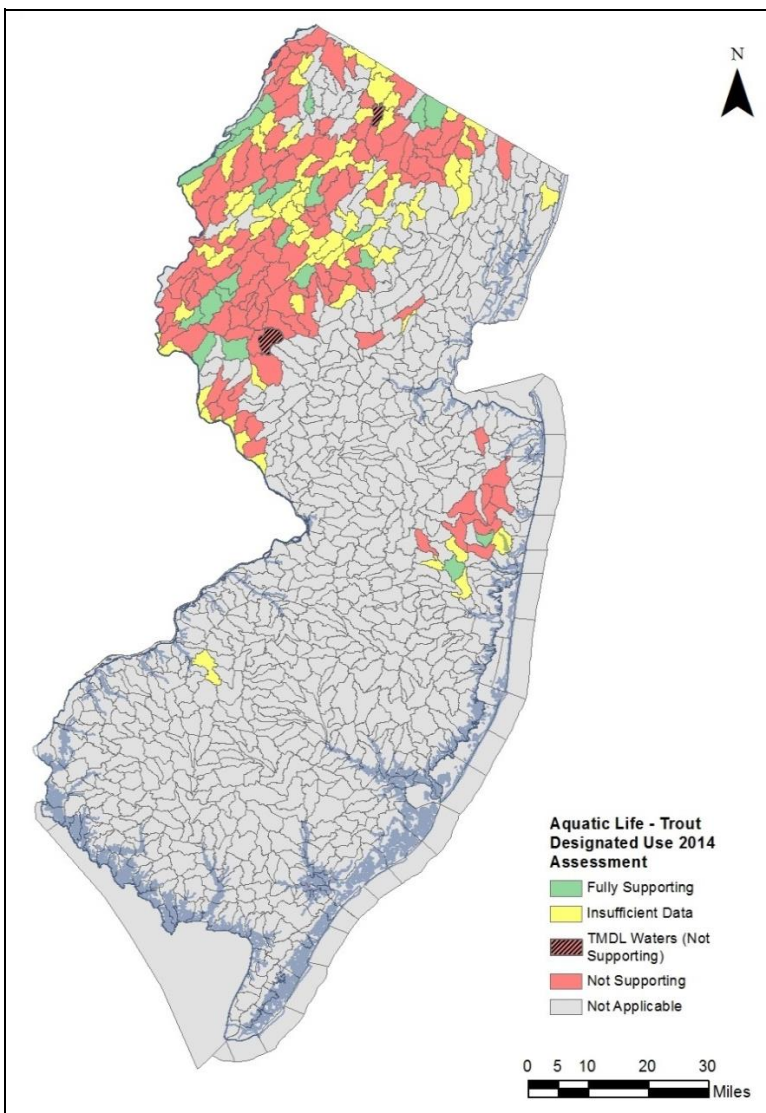 N
Aquatic Life - Trout
Designated Use 2014
Assessment
Fully Supporting
Insufficient Data
TMDL Waters (Not
Supporting)
Not Supporting
Not Applicable
0 5 10 20 30
Miles